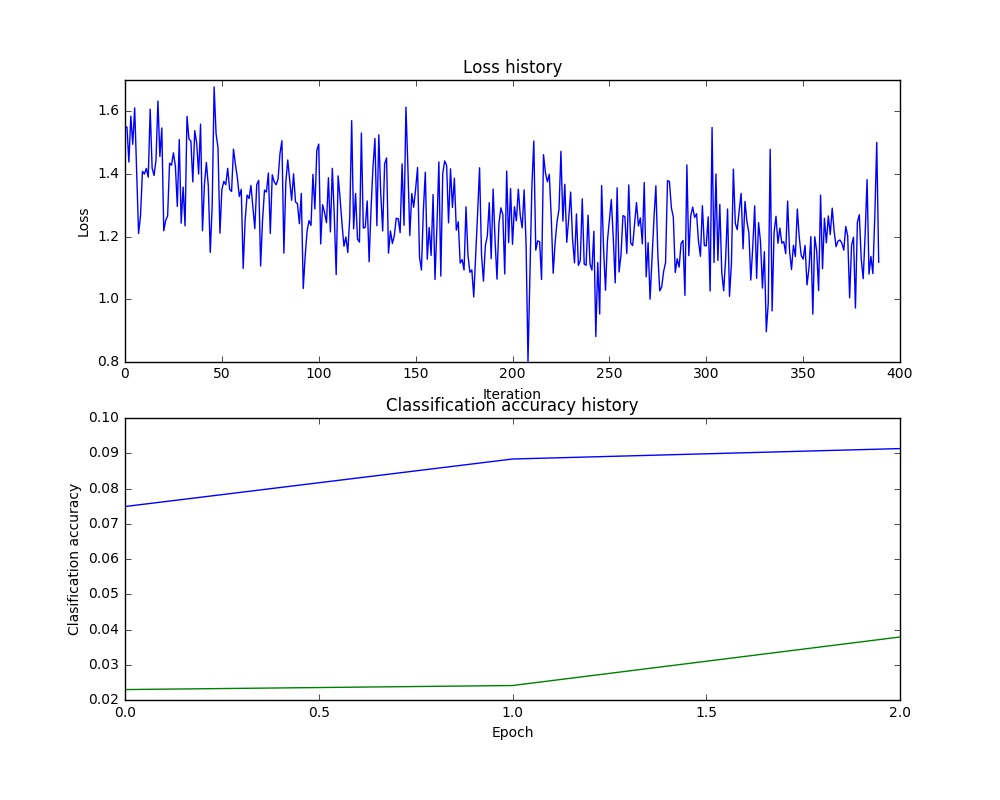 Loss history
1.6
1.4
1.2
1.0
0.8
Loss
0 50 100 150 200 250 300 350 400
Iteration
Classification accuracy history
0.10
0.09
0.08
0.07
0.06
0.05
0.04
0.03
0.02
Clasification accuracy
0.0 0.5 1.0 1.5 2.0
Epoch